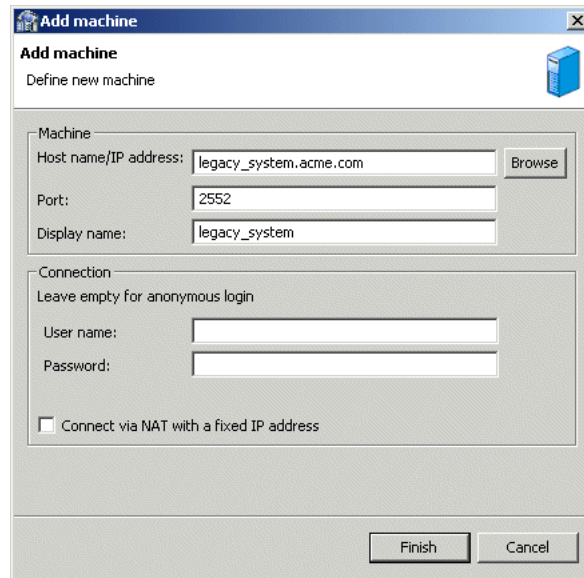 Add machine
Add machine
Define new machine
Machine
Host name/IP address: legacy_system.acme.com Browse
Port: 2552
Display name: legacy_system
Connection
Leave empty for anonymous login
User name:
Password:
Connect via NAT with a fixed IP address
Finish Cancel